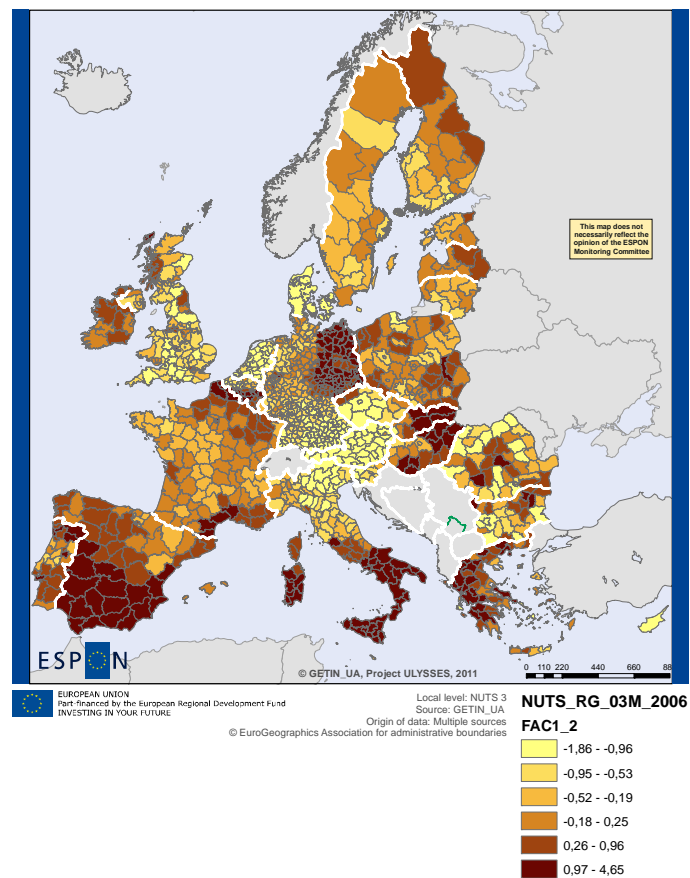 This map does not
necessarily reflect the
opinion of the ESPON
Monitoring Committee
ESPON
© GETIN_UA, Project ULYSSES, 2011
0 110 220 440 660 88
EUROPEAN UNION
Part-financed by the European Regional Development Fund
INVESTING IN YOUR FUTURE
Local level: NUTS 3
Source: GETIN_UA
Origin of data: Multiple sources
© EuroGeographics Association for administrative boundaries
NUTS_RG_03M_2006
FAC1_2
-1,86 - -0,96
-0,95 - -0,53
-0,52 - -0,19
-0,18 - 0,25
0,26 - 0,96
0,97 - 4,65